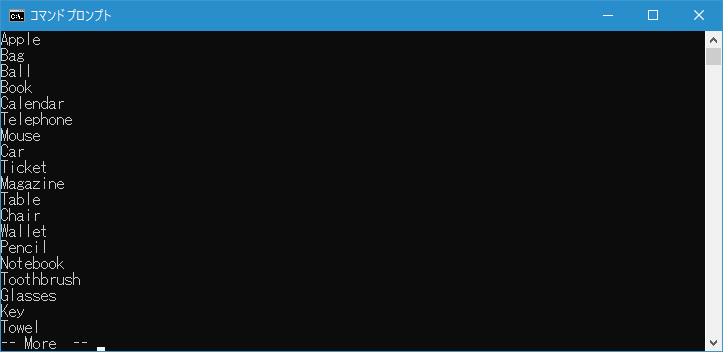 コマンドプロンプト
Apple
Bag
Ball
Book
Calendar
Telephone
Mouse
Car
Ticket
Magazine
Table
Chair
Wallet
Pencil
Notebook
Toothbrush
Glasses
Key
Towel
-- More  --